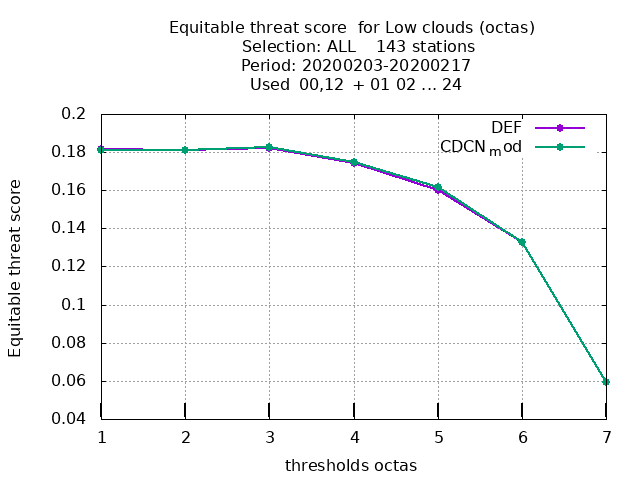 Equitable threat score for Low clouds (octas)
Selection: ALL 143 stations
Period: 20200203-20200217
Used 00,12 + 01 02 ... 24
DEF
CDCN_mod
0.2
0.18
0.16
0.14
0.12
0.1
0.08
0.06
0.04
Equitable threat score
1 2 3 4 5 6 7
thresholds octas